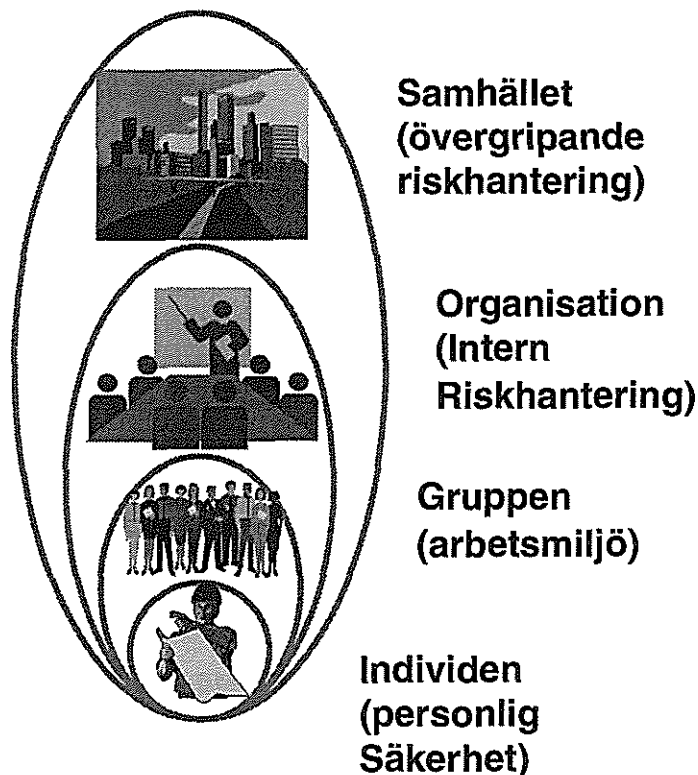 Samhället
(övergripande
riskhantering)
Organisation
(Intern
Riskhantering)
Gruppen
(arbetsmiljö)
Individen
(personlig
Säkerhet)